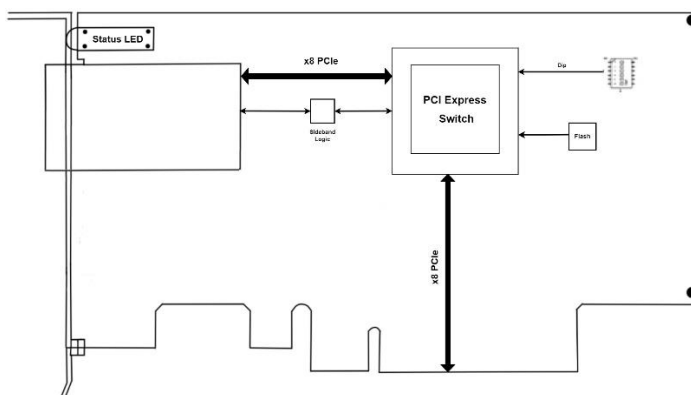 Status LED
x8 PCIe
PCI Express
Switch
Dip
Sideband
Logic
Flash
x8 PCIe